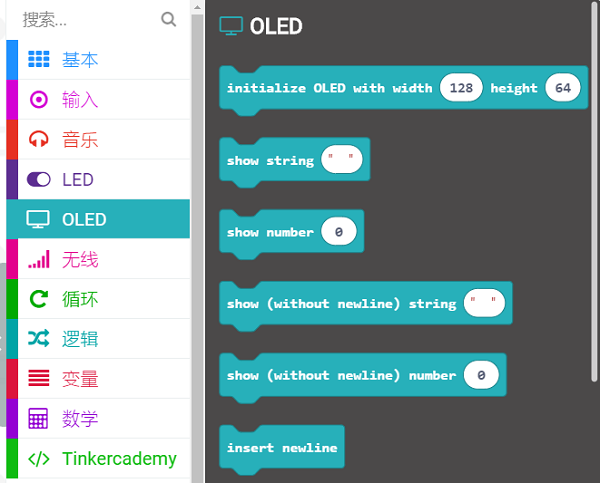 搜索...
基本
输入
音乐
LED
OLED
无线
循环
逻辑
变量
数学
Tinkercademy
OLED
initialize OLED with width 128 height 64
show string " "
show number 0
show (without newline) string " "
show (without newline) number 0
insert newline